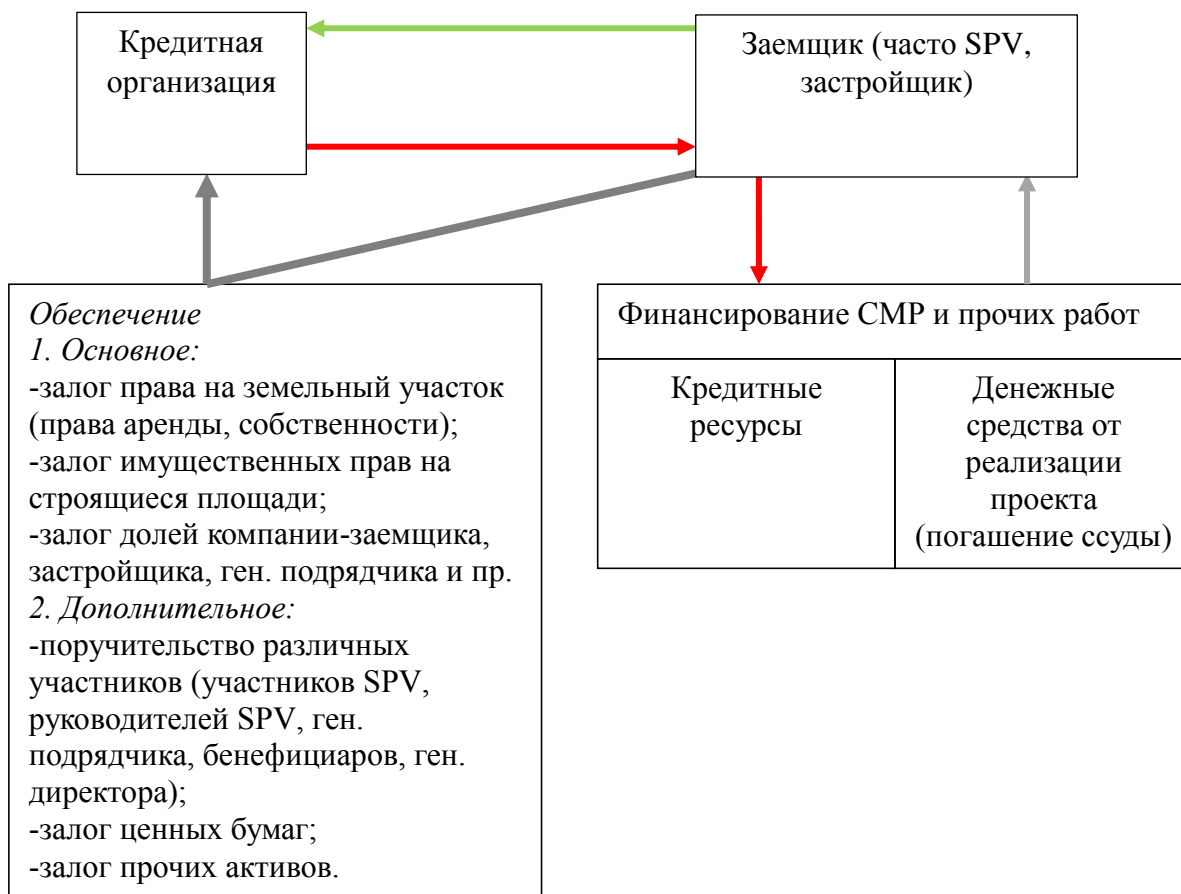 Кредитная
организация
Заемщик (часто SPV,
застройщик)
Обеспечение
1. Основное:
-залог права на земельный участок
(права аренды, собственности);
-залог имущественных прав на
строящиеся площади;
-залог долей компании-заемщика,
застройщика, ген. подрядчика и пр.
2. Дополнительное:
-поручительство различных
участников (участников SPV,
руководителей SPV, ген.
подрядчика, бенефициаров, ген.
директора);
-залог ценных бумаг;
-залог прочих активов.
Финансирование СМР и прочих работ
Кредитные
ресурсы
Денежные
средства от
реализации
проекта
(погашение ссуды)